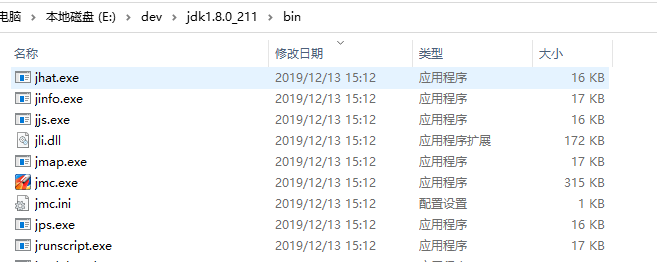 电脑 › 本地磁盘 (E:) › dev › jdk1.8.0_211 › bin
名称 修改日期 类型 大小
jhat.exe 2019/12/13 15:12 应用程序 16 KB
jinfo.exe 2019/12/13 15:12 应用程序 17 KB
jjs.exe 2019/12/13 15:12 应用程序 16 KB
jli.dll 2019/12/13 15:12 应用程序扩展 172 KB
jmap.exe 2019/12/13 15:12 应用程序 17 KB
jmc.exe 2019/12/13 15:12 应用程序 315 KB
jmc.ini 2019/12/13 15:12 配置设置 1 KB
jps.exe 2019/12/13 15:12 应用程序 16 KB
jrunscript.exe 2019/12/13 15:12 应用程序 17 KB